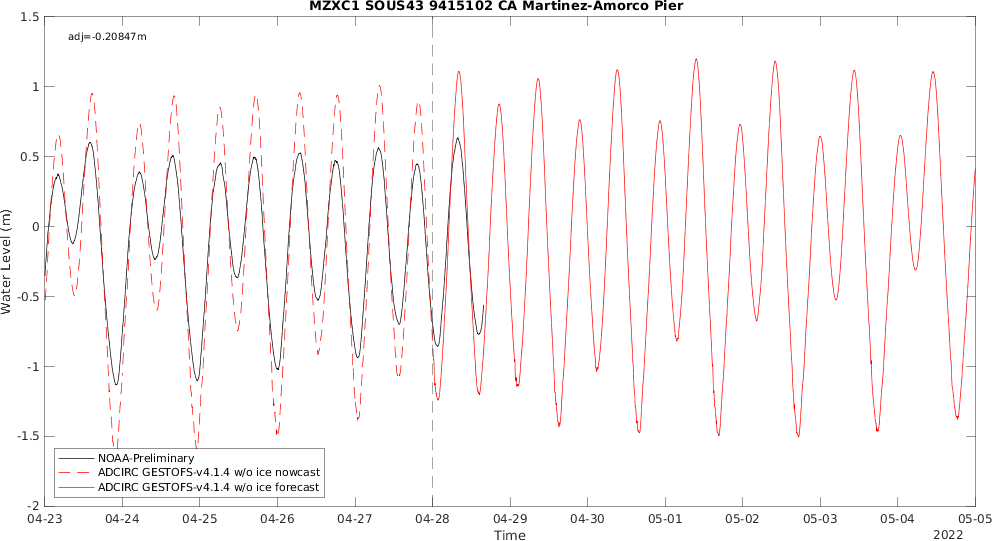 MZXC1 SOUS43 9415102 CA Martinez-Amorco Pier
adj=-0.20847m
1.5
1
0.5
0
-0.5
-1
-1.5
-2
Water Level (m)
NOAA-Preliminary
ADCIRC GESTOFS-v4.1.4 w/o ice nowcast
ADCIRC GESTOFS-v4.1.4 w/o ice forecast
04-23 04-24 04-25 04-26 04-27 04-28 04-29 04-30 05-01 05-02 05-03 05-04 05-05
Time
2022